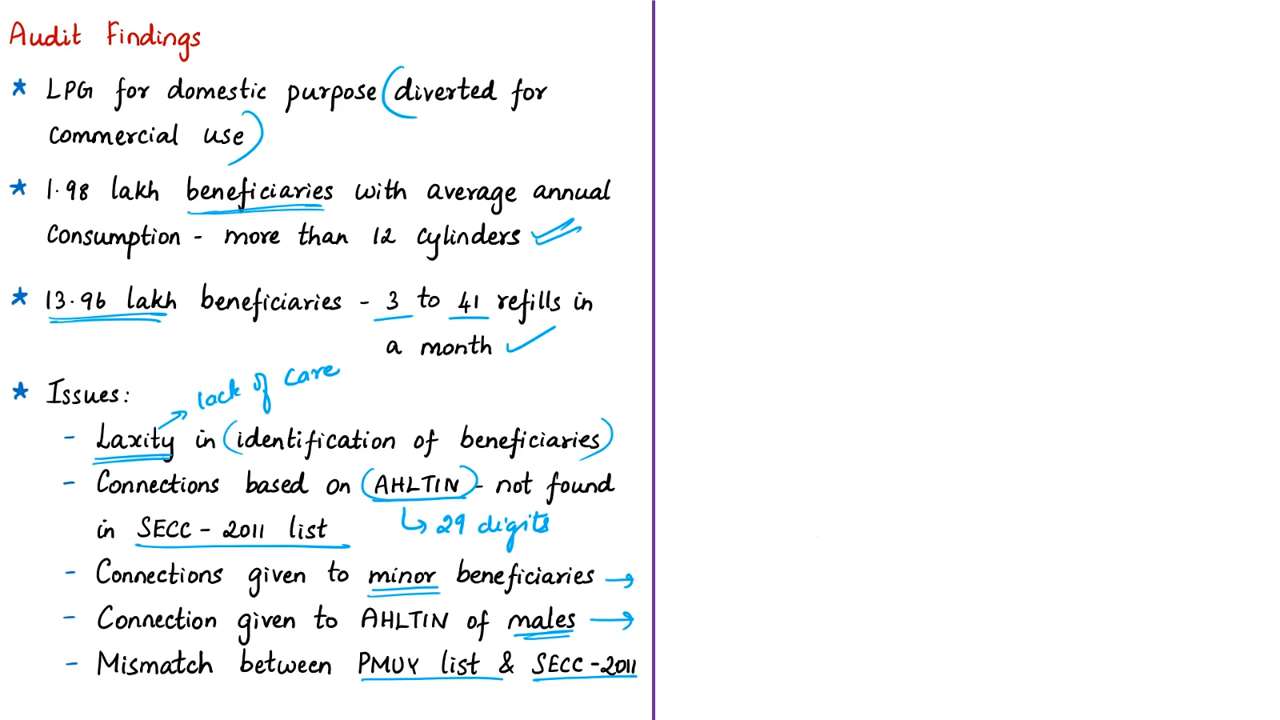 Audit Findings
* LPG for domestic purpose (diverted for
commercial use)
* 1.98 lakh beneficiaries with average annual
Consumption - more than 12 cylinders
* 13.96 lakh beneficiaries - 3 to 41 refills in
a month
* Issues:
lack of care
- Laxity in (identification of beneficiaries)
- Connections based on (AHLTIN) - not found
in SECC - 2011 list
↳ 29 digits
- Connections given to minor beneficiaries →
- Connection given to AHLTIN of males →
- Mismatch between PMUY list & SECC - 2011